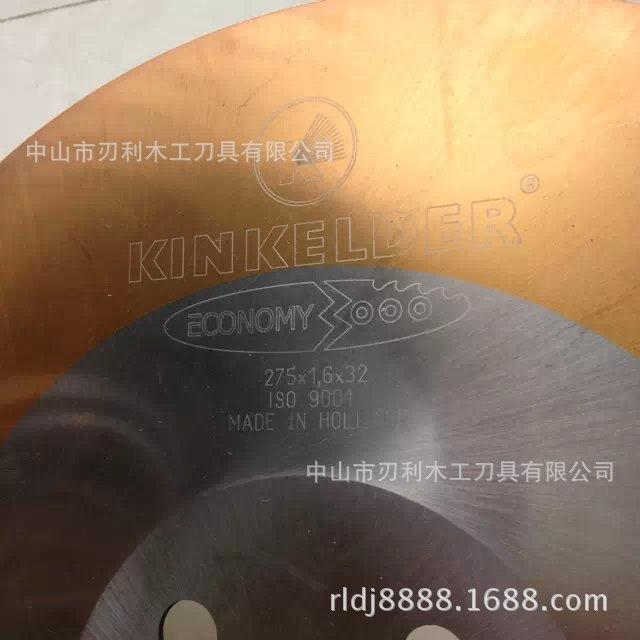 中山市刃利木工刀具有限公司
KINKELDER®
ECONOMY
275x1,6x32
ISO 9001
MADE IN HOLLAND
中山市刃利木工刀具有限公司
rldj8888.1688.com